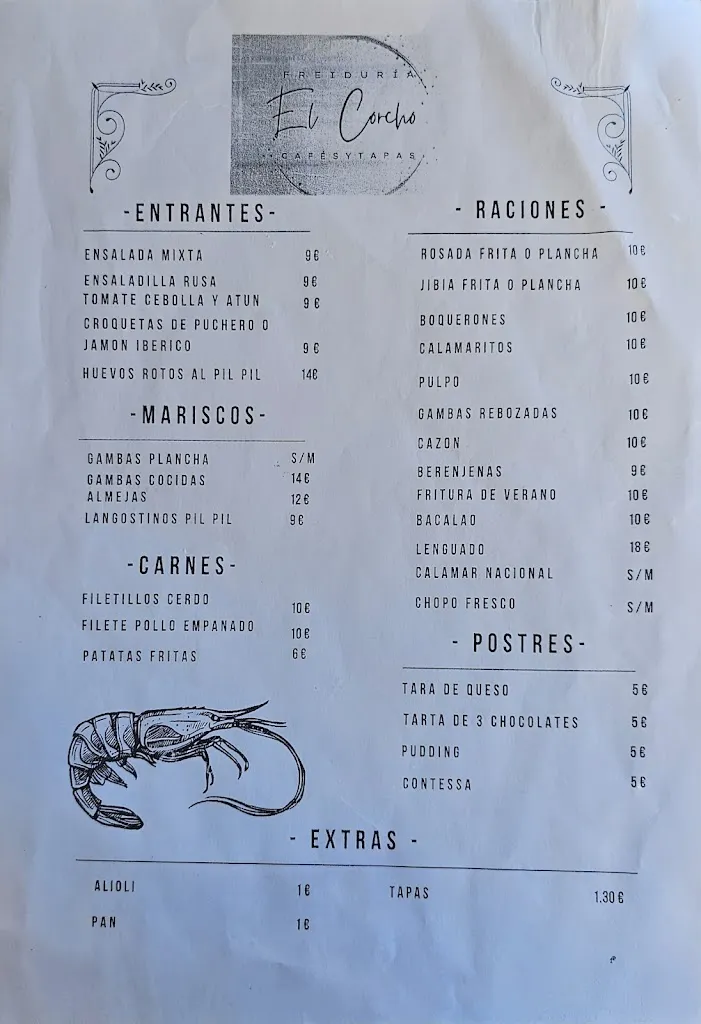 FREIDURÍA
El Corcho
CAFÉSYTAPAS
-ENTRANTES-
ENSALADA MIXTA 9€
ENSALADILLA RUSA 9€
TOMATE CEBOLLA Y ATUN 9€
CROQUETAS DE PUCHERO O
JAMON IBERICO 9€
HUEVOS ROTOS AL PIL PIL 14€
-MARISCOS-
GAMBAS PLANCHA S/M
GAMBAS COCIDAS 14€
ALMEJAS 12€
LANGOSTINOS PIL PIL 9€
-CARNES-
FILETILLOS CERDO 10€
FILETE POLLO EMPANADO 10€
PATATAS FRITAS 6€
- RACIONES -
ROSADA FRITA O PLANCHA 10€
JIBIA FRITA O PLANCHA 10€
BOQUERONES 10€
CALAMARITOS 10€
PULPO 10€
GAMBAS REBOZADAS 10€
CAZON 10€
BERENJENAS 9€
FRITURA DE VERANO 10€
BACALAO 10€
LENGUADO 18€
CALAMAR NACIONAL S/M
CHOPO FRESCO S/M
- POSTRES-
TARA DE QUESO 5€
TARTA DE 3 CHOCOLATES 5€
PUDDING 5€
CONTESSA 5€
- EXTRAS -
ALIOLI 1€
PAN 1€
TAPAS 1.30€